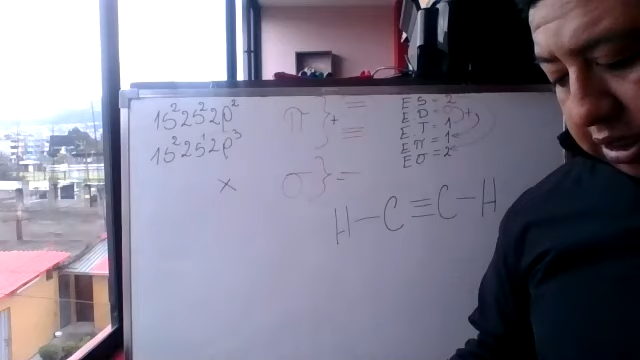 1s²2s²2p²
1s²2s¹2p³
x
π } + = ≡
σ } -
E S = 2
E D = 1
E T = 1
E π = 1
E σ = 2
H-C≡C-H